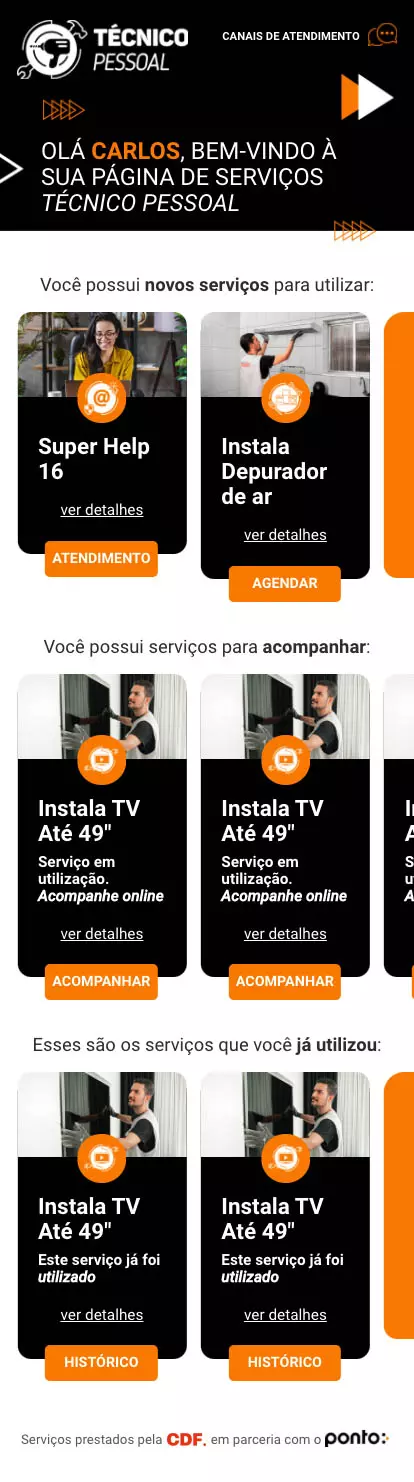 TÉCNICO
PESSOAL
CANAIS DE ATENDIMENTO
OLÁ CARLOS, BEM-VINDO À
SUA PÁGINA DE SERVIÇOS
TÉCNICO PESSOAL
Você possui novos serviços para utilizar:
Super Help
16
ver detalhes
ATENDIMENTO
Instala
Depurador
de ar
ver detalhes
AGENDAR
Você possui serviços para acompanhar:
Instala TV
Até 49"
Serviço em
utilização.
Acompanhe online
ver detalhes
ACOMPANHAR
Instala TV
Até 49"
Serviço em
utilização.
Acompanhe online
ver detalhes
ACOMPANHAR
Esses são os serviços que você já utilizou:
Instala TV
Até 49"
Este serviço já foi
utilizado
ver detalhes
HISTÓRICO
Instala TV
Até 49"
Este serviço já foi
utilizado
ver detalhes
HISTÓRICO
Serviços prestados pela CDF. em parceria com o ponto:>